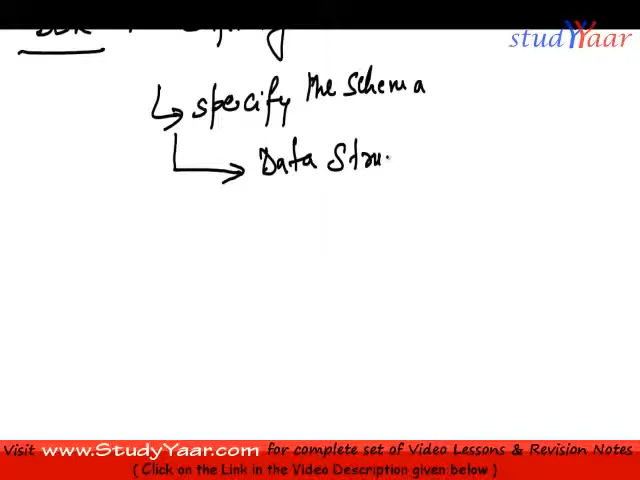 studYYaar
↳ specify the schema
↳ Data Stru
Visit www.StudyYaar.com for complete set of Video Lessons & Revision Notes
( Click on the Link in the Video Description given below )